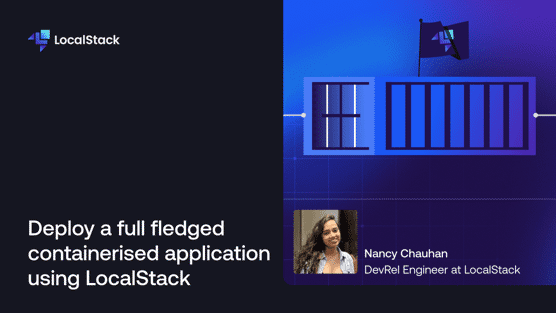 LocalStack
Deploy a full fledged
containerised application
using LocalStack
Nancy Chauhan
DevRel Engineer at LocalStack